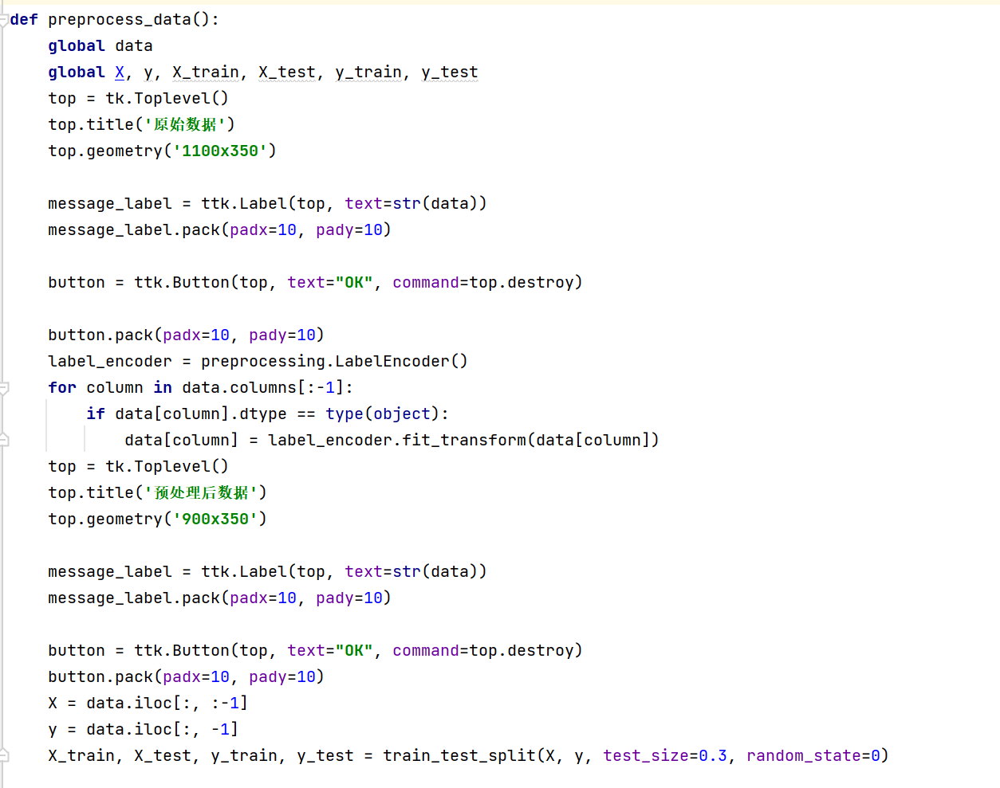 def preprocess_data():
    global data
    global X, y, X_train, X_test, y_train, y_test
    top = tk.Toplevel()
    top.title('原始数据')
    top.geometry('1100x350')

    message_label = ttk.Label(top, text=str(data))
    message_label.pack(padx=10, pady=10)

    button = ttk.Button(top, text="OK", command=top.destroy)

    button.pack(padx=10, pady=10)
    label_encoder = preprocessing.LabelEncoder()
    for column in data.columns[:-1]:
        if data[column].dtype == type(object):
            data[column] = label_encoder.fit_transform(data[column])
    top = tk.Toplevel()
    top.title('预处理后数据')
    top.geometry('900x350')

    message_label = ttk.Label(top, text=str(data))
    message_label.pack(padx=10, pady=10)

    button = ttk.Button(top, text="OK", command=top.destroy)
    button.pack(padx=10, pady=10)
    X = data.iloc[:, :-1]
    y = data.iloc[:, -1]
    X_train, X_test, y_train, y_test = train_test_split(X, y, test_size=0.3, random_state=0)